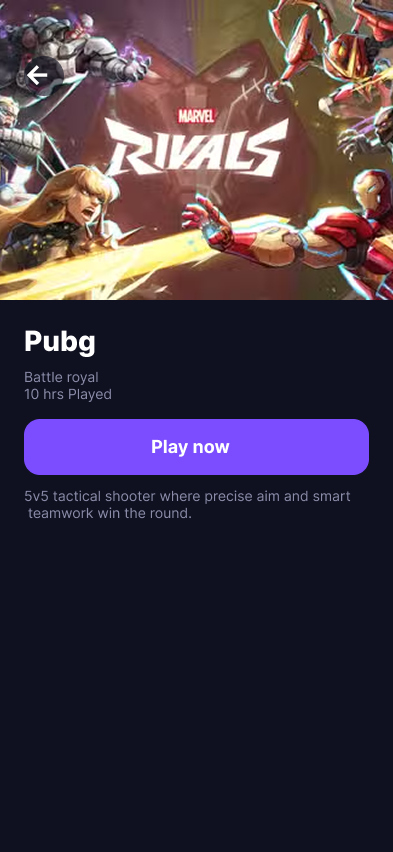 MARVEL
RIVALS
Pubg
Battle royal
10 hrs Played
Play now
5v5 tactical shooter where precise aim and smart
teamwork win the round.